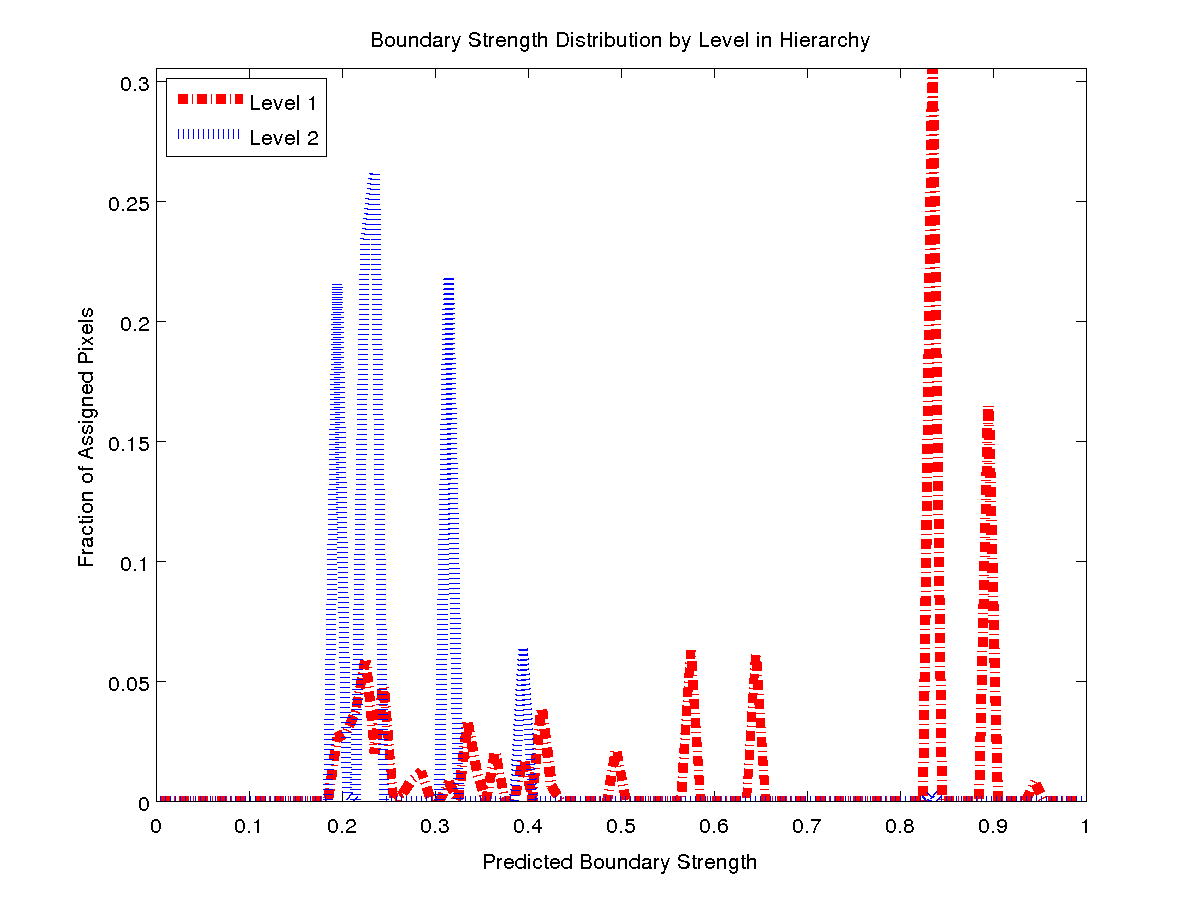 Boundary Strength Distribution by Level in Hierarchy
Level 1
Level 2
Fraction of Assigned Pixels
0.3
0.25
0.2
0.15
0.1
0.05
0
0 0.1 0.2 0.3 0.4 0.5 0.6 0.7 0.8 0.9 1
Predicted Boundary Strength